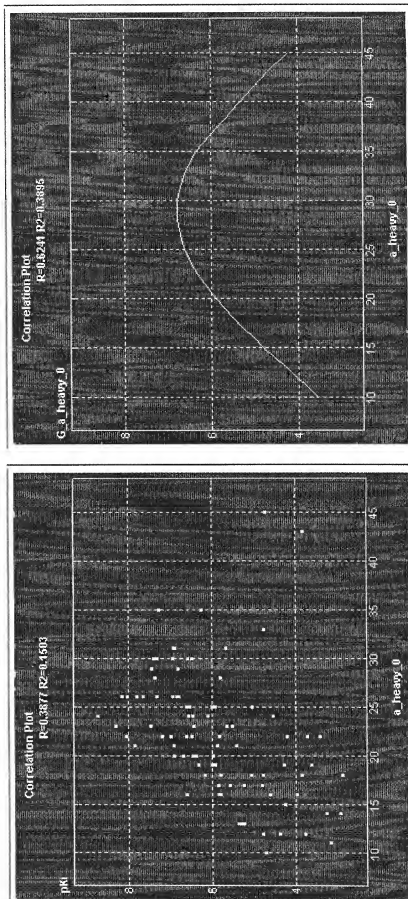 Correlation Plot
R=0.3877 R2=0.1503
pKi
8
6
4
10 15 20 25 30 35 40 45
a_heavy_0
Correlation Plot
R=0.6241 R2=0.3895
G_a_heavy_0
8
6
4
10 15 20 25 30 35 40 45
a_heavy_0